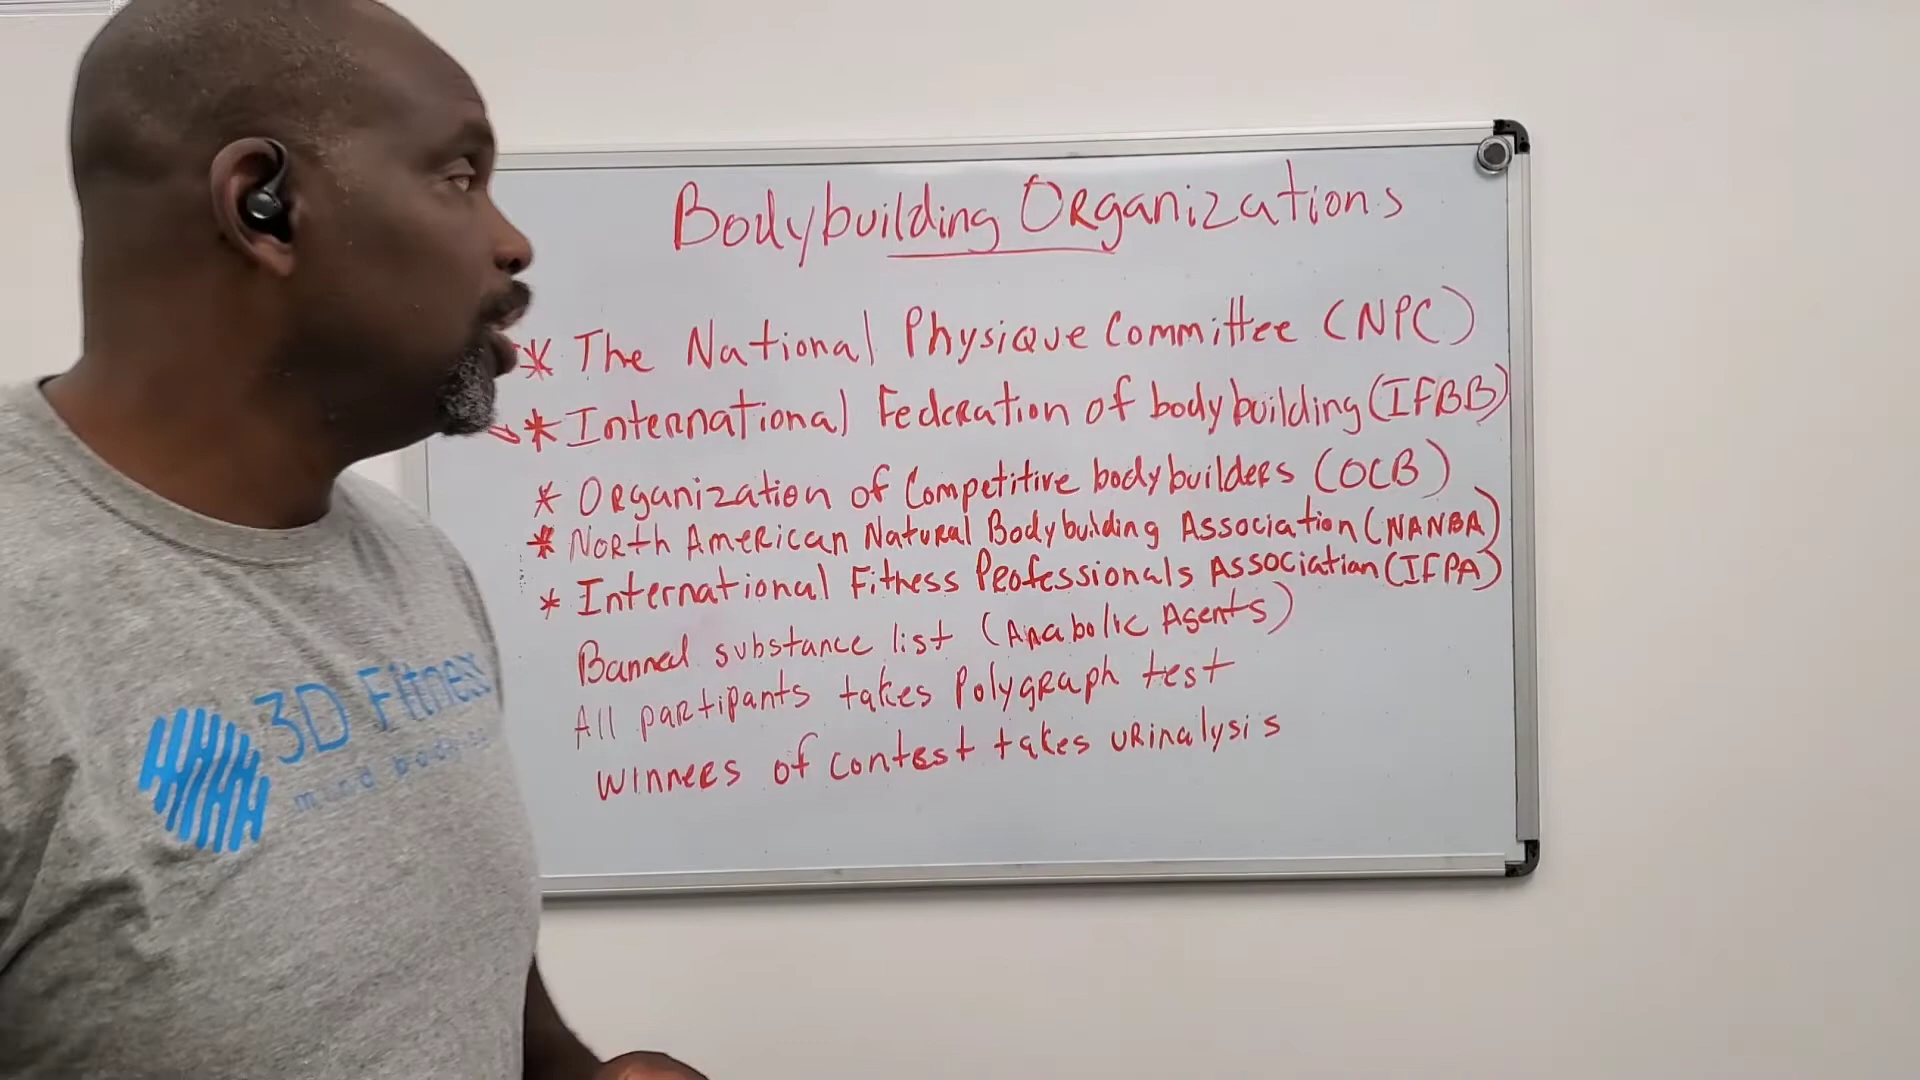 Bodybuilding Organizations
* The National Physique Committee (NPC)
* International Federation of bodybuilding (IFBB)
* Organization of Competitive bodybuilders (OCB)
* North American Natural Bodybuilding Association (NANBA)
* International Fitness Professionals Association (IFPA)
Banned substance list (Anabolic Agents)
All partipants takes Polygraph test
Winners of contest takes urinalysis
3D Fitness
mind